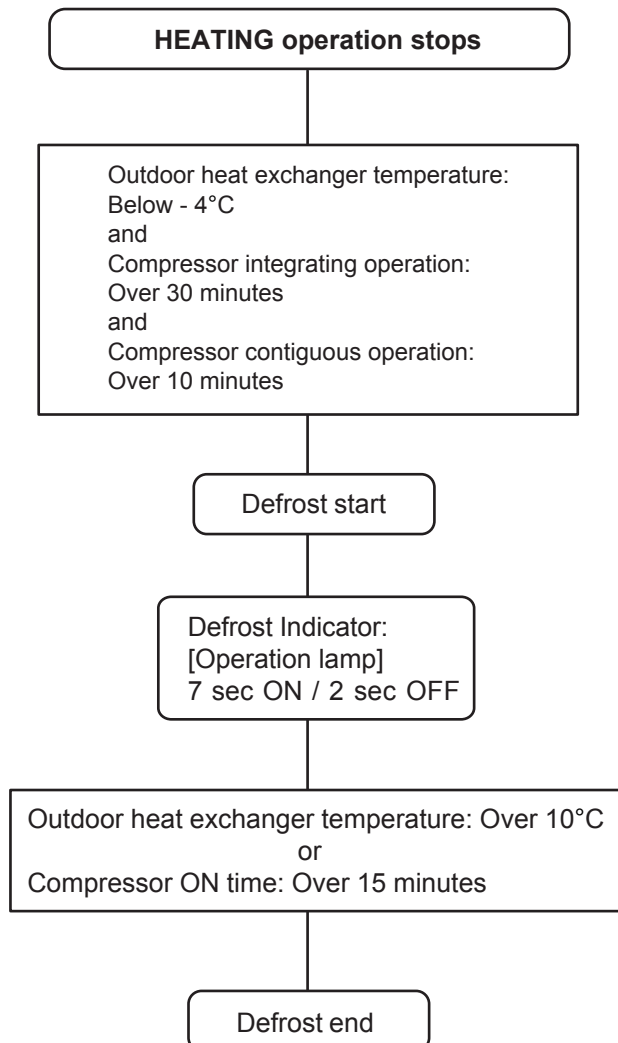 HEATING operation stops
Outdoor heat exchanger temperature:
Below - 4°C
and
Compressor integrating operation:
Over 30 minutes
and
Compressor contiguous operation:
Over 10 minutes
Defrost start
Defrost Indicator:
[Operation lamp]
7 sec ON / 2 sec OFF
Outdoor heat exchanger temperature: Over 10°C
or
Compressor ON time: Over 15 minutes
Defrost end